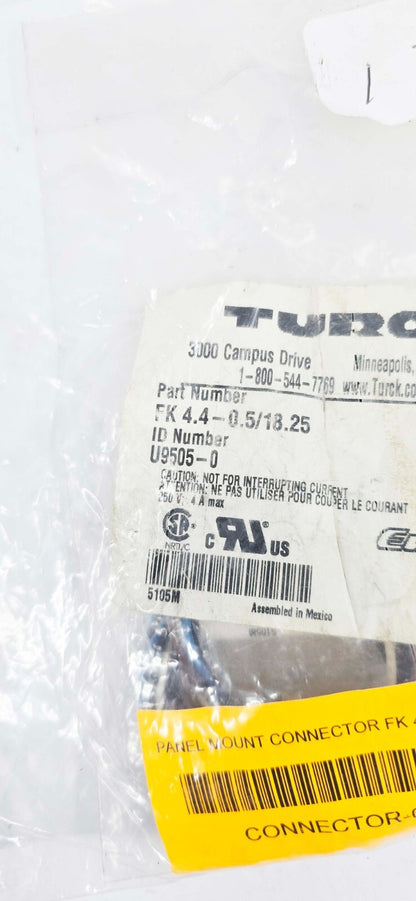 TURC
3000 Campus Drive Minneapolis,
1-800-544-7769 www.Turck.co
Part Number
FK 4.4-0.5/18.25
ID Number
U9505-0
CAUTION: NOT FOR INTERRUPTING CURRENT
ATTENTION: NE PAS UTILISER POUR COUPER LE COURANT
250 V, 4 A max
NRTL/C
C US
5105M
Assembled in Mexico
PANEL MOUNT CONNECTOR FK 4
CONNECTOR-